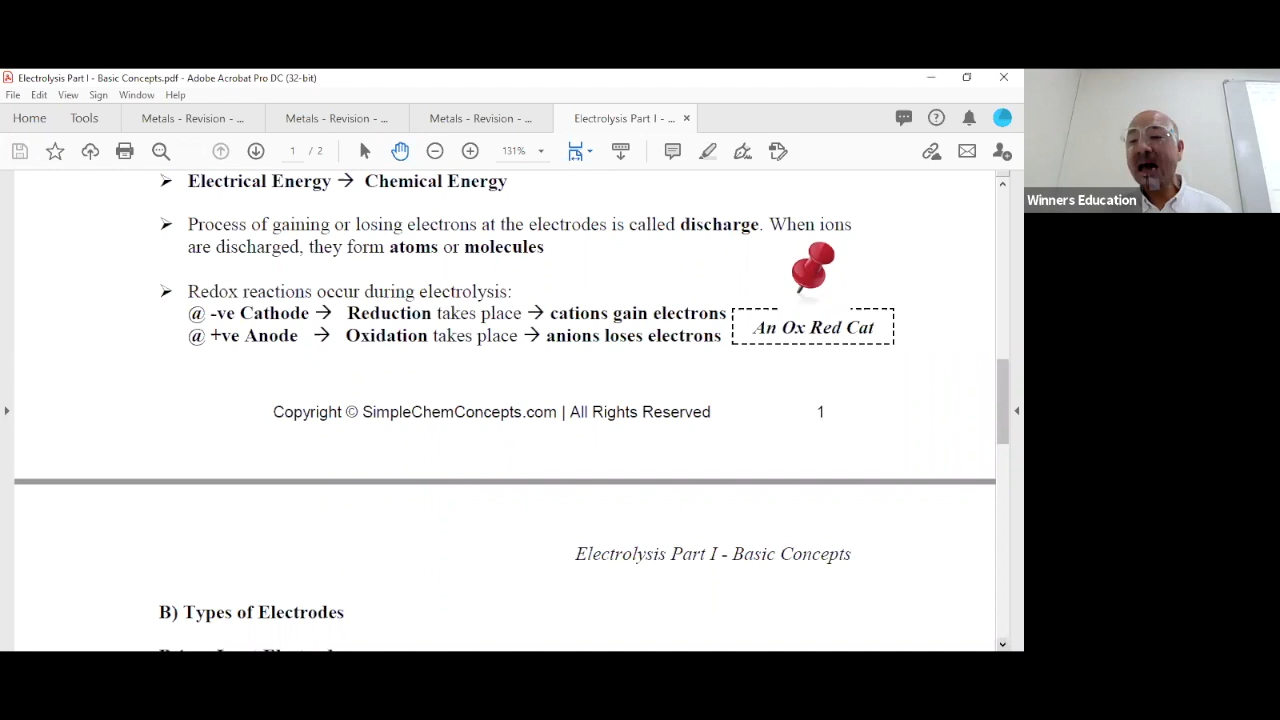 Electrolysis Part I - Basic Concepts.pdf - Adobe Acrobat Pro DC (32-bit)
File Edit View Sign Window Help
Home Tools Metals - Revision - ... Metals - Revision - ... Metals - Revision - ... Electrolysis Part I - ... ×
1 / 2 131%
Electrical Energy → Chemical Energy
Process of gaining or losing electrons at the electrodes is called discharge. When ions
are discharged, they form atoms or molecules
Redox reactions occur during electrolysis:
@ -ve Cathode → Reduction takes place → cations gain electrons
@ +ve Anode → Oxidation takes place → anions loses electrons
An Ox Red Cat
Copyright © SimpleChemConcepts.com | All Rights Reserved 1
Electrolysis Part I - Basic Concepts
B) Types of Electrodes
Winners Education